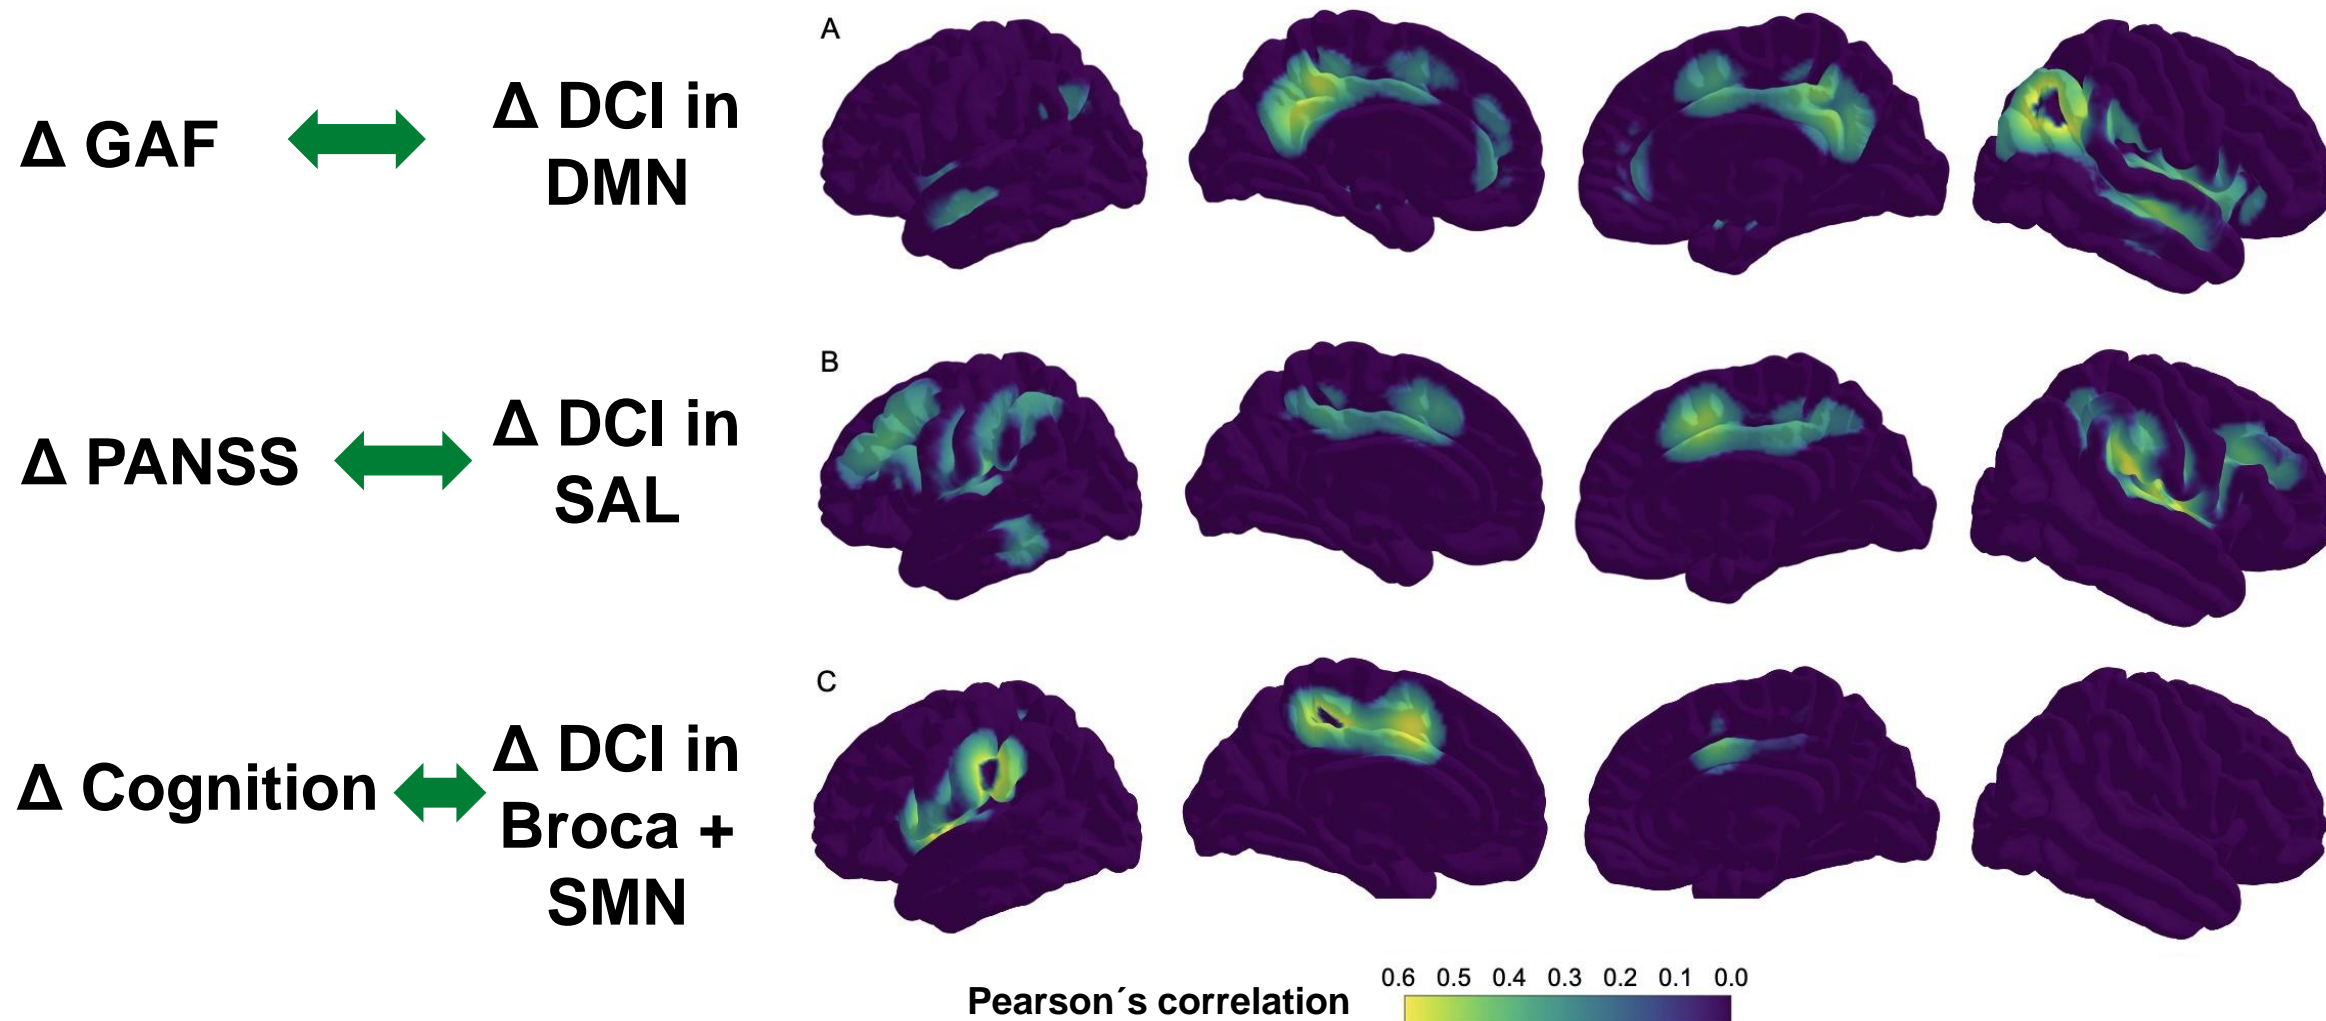 A
Δ GAF
Δ DCI in
DMN
B
Δ PANSS
Δ DCI in
SAL
C
Δ Cognition
Δ DCI in
Broca +
SMN
Pearson´s correlation
0.6 0.5 0.4 0.3 0.2 0.1 0.0